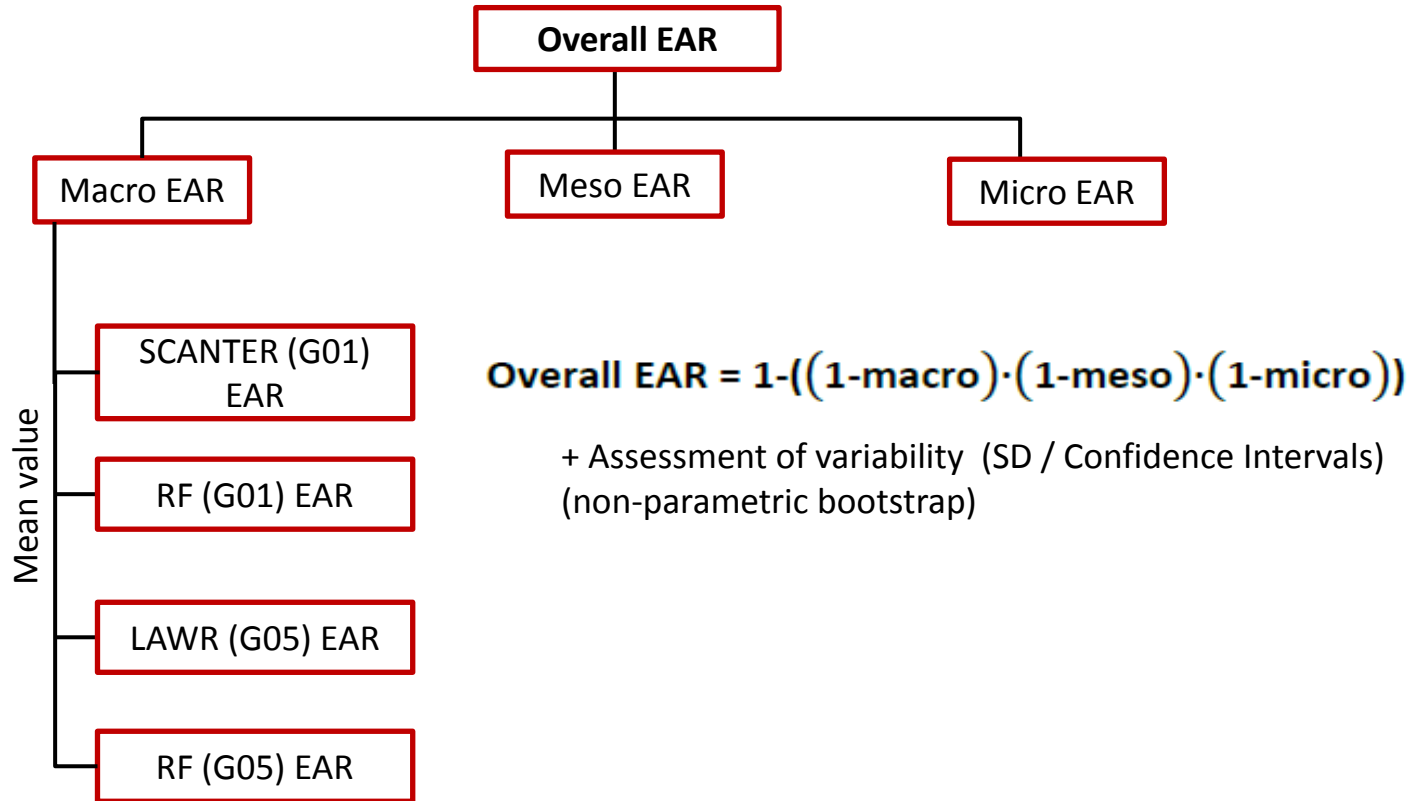 Overall EAR
Macro EAR
Meso EAR
Micro EAR
Mean value
SCANTER (G01)
EAR
RF (G01) EAR
LAWR (G05) EAR
RF (G05) EAR
Overall EAR = 1-((1-macro)·(1-meso)·(1-micro))
+ Assessment of variability (SD / Confidence Intervals)
(non-parametric bootstrap)